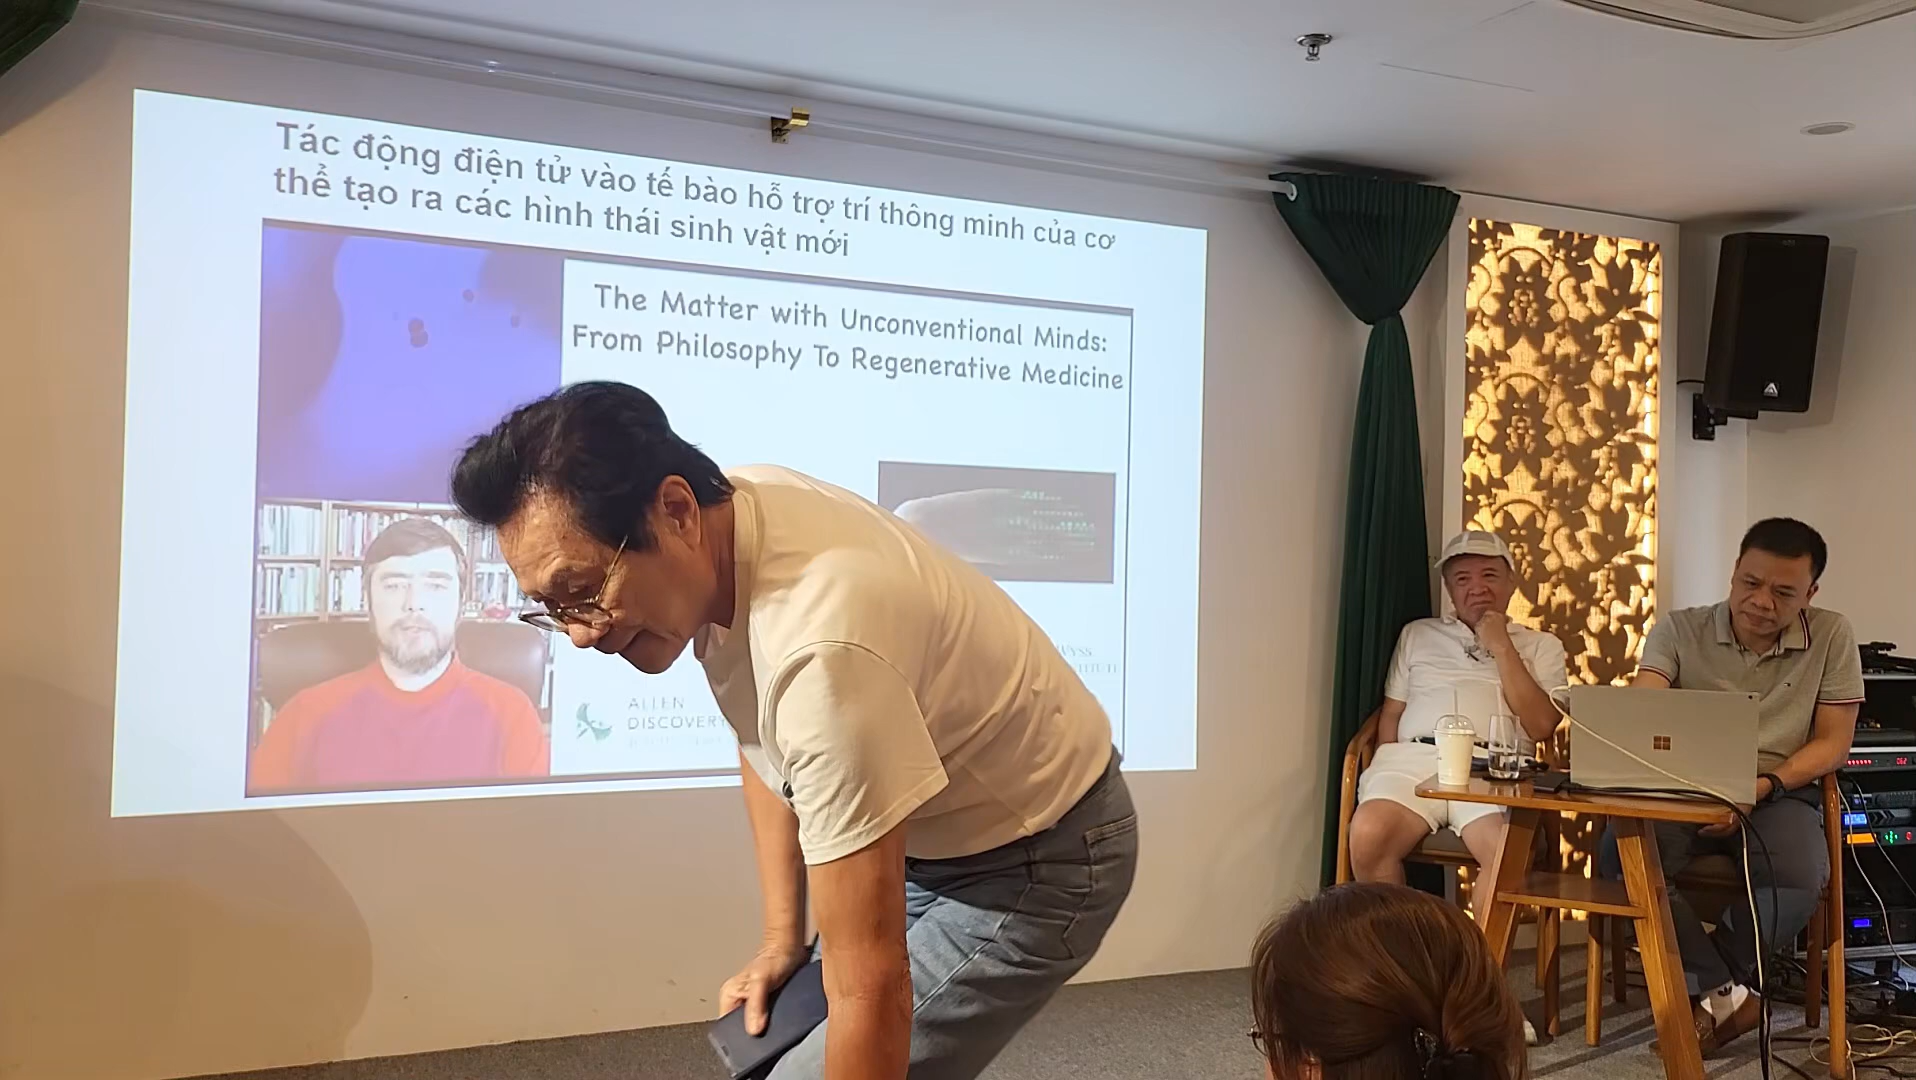 Tác động điện tử vào tế bào hỗ trợ trí thông minh của cơ
thể tạo ra các hình thái sinh vật mới
The Matter with Unconventional Minds:
From Philosophy To Regenerative Medicine
ALLEN
DISCOVERY